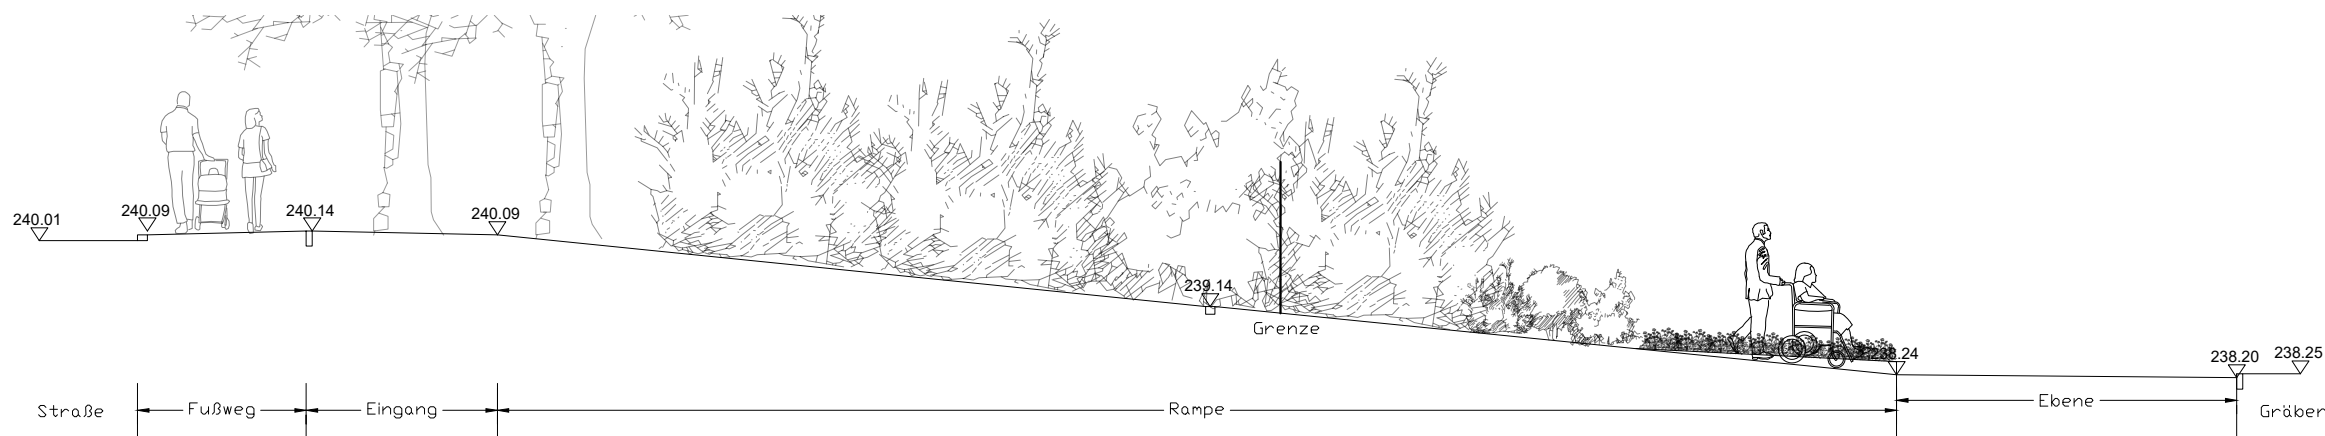 240.01
240.09
240.14
240.09
239.14
Grenze
238.24
238.20
238.25
Straße
Fußweg
Eingang
Rampe
Ebene
Gräber